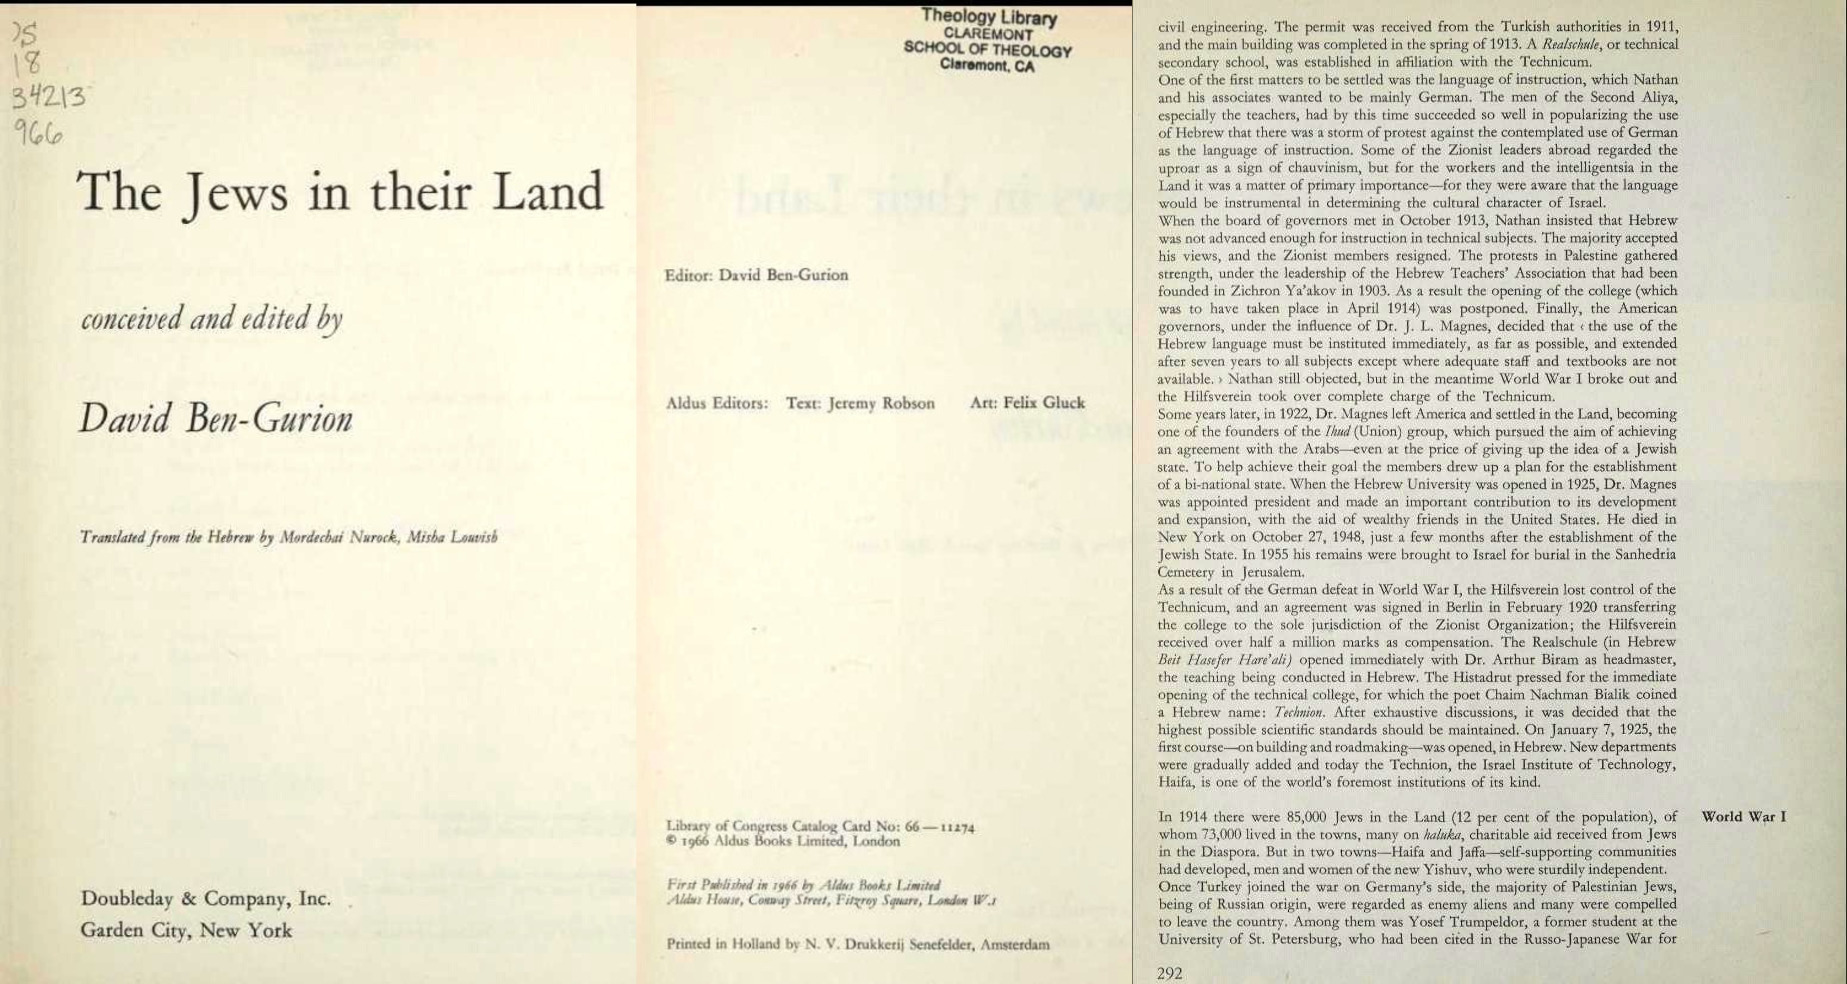 DS
18
34213
966
The Jews in their Land
conceived and edited by
David Ben-Gurion
Translated from the Hebrew by Mordechai Nurock, Misha Louvish
Doubleday & Company, Inc.
Garden City, New York
Theology Library
CLAREMONT
SCHOOL OF THEOLOGY
Claremont, CA
Editor: David Ben-Gurion
Aldus Editors: Text: Jeremy Robson Art: Felix Gluck
Library of Congress Catalog Card No: 66—11274
© 1966 Aldus Books Limited, London
First Published in 1966 by Aldus Books Limited
Aldus House, Conway Street, Fitzroy Square, London W.1
Printed in Holland by N. V. Drukkerij Senefelder, Amsterdam
civil engineering. The permit was received from the Turkish authorities in 1911,
and the main building was completed in the spring of 1913. A Realschule, or technical
secondary school, was established in affiliation with the Technicum.
One of the first matters to be settled was the language of instruction, which Nathan
and his associates wanted to be mainly German. The men of the Second Aliya,
especially the teachers, had by this time succeeded so well in popularizing the use
of Hebrew that there was a storm of protest against the contemplated use of German
as the language of instruction. Some of the Zionist leaders abroad regarded the
uproar as a sign of chauvinism, but for the workers and the intelligentsia in the
Land it was a matter of primary importance—for they were aware that the language
would be instrumental in determining the cultural character of Israel.
When the board of governors met in October 1913, Nathan insisted that Hebrew
was not advanced enough for instruction in technical subjects. The majority accepted
his views, and the Zionist members resigned. The protests in Palestine gathered
strength, under the leadership of the Hebrew Teachers' Association that had been
founded in Zichron Ya'akov in 1903. As a result the opening of the college (which
was to have taken place in April 1914) was postponed. Finally, the American
governors, under the influence of Dr. J. L. Magnes, decided that ‹ the use of the
Hebrew language must be instituted immediately, as far as possible, and extended
after seven years to all subjects except where adequate staff and textbooks are not
available. › Nathan still objected, but in the meantime World War I broke out and
the Hilfsverein took over complete charge of the Technicum.
Some years later, in 1922, Dr. Magnes left America and settled in the Land, becoming
one of the founders of the Ihud (Union) group, which pursued the aim of achieving
an agreement with the Arabs—even at the price of giving up the idea of a Jewish
state. To help achieve their goal the members drew up a plan for the establishment
of a bi-national state. When the Hebrew University was opened in 1925, Dr. Magnes
was appointed president and made an important contribution to its development
and expansion, with the aid of wealthy friends in the United States. He died in
New York on October 27, 1948, just a few months after the establishment of the
Jewish State. In 1955 his remains were brought to Israel for burial in the Sanhedria
Cemetery in Jerusalem.
As a result of the German defeat in World War I, the Hilfsverein lost control of the
Technicum, and an agreement was signed in Berlin in February 1920 transferring
the college to the sole jurisdiction of the Zionist Organization; the Hilfsverein
received over half a million marks as compensation. The Realschule (in Hebrew
Beit Hasefer Hare'ali) opened immediately with Dr. Arthur Biram as headmaster,
the teaching being conducted in Hebrew. The Histadrut pressed for the immediate
opening of the technical college, for which the poet Chaim Nachman Bialik coined
a Hebrew name: Technion. After exhaustive discussions, it was decided that the
highest possible scientific standards should be maintained. On January 7, 1925, the
first course—on building and roadmaking—was opened, in Hebrew. New departments
were gradually added and today the Technion, the Israel Institute of Technology,
Haifa, is one of the world's foremost institutions of its kind.
In 1914 there were 85,000 Jews in the Land (12 per cent of the population), of
World War I
whom 73,000 lived in the towns, many on haluka, charitable aid received from Jews
in the Diaspora. But in two towns—Haifa and Jaffa—self-supporting communities
had developed, men and women of the new Yishuv, who were sturdily independent.
Once Turkey joined the war on Germany's side, the majority of Palestinian Jews,
being of Russian origin, were regarded as enemy aliens and many were compelled
to leave the country. Among them was Yosef Trumpeldor, a former student at the
University of St. Petersburg, who had been cited in the Russo-Japanese War for
292